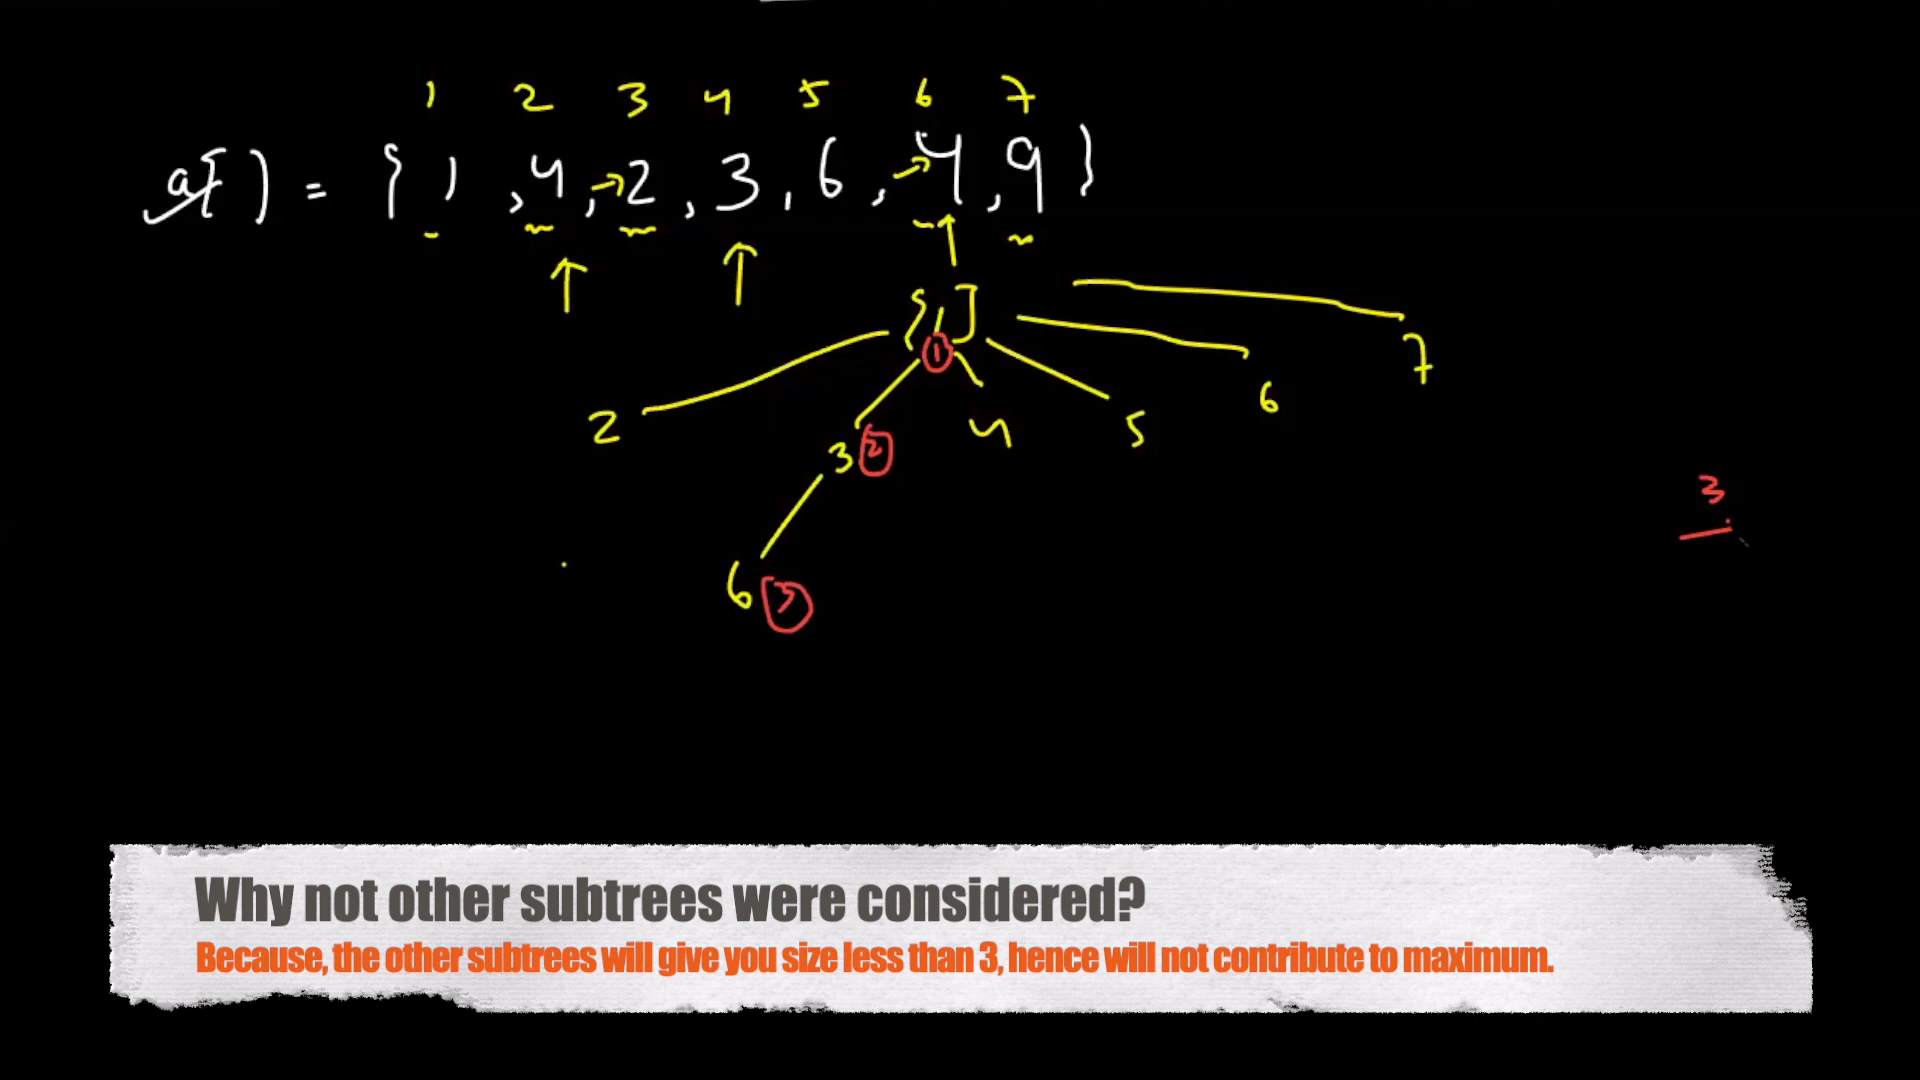 1 2 3 4 5 6 7
a[ ] = { 1 , 4 , 2 , 3 , 6 , 4 , 9 }
{ 1 ]
1
7
6
2
3 2 4 5
3
6 3
Why not other subtrees were considered?
Because, the other subtrees will give you size less than 3, hence will not contribute to maximum.